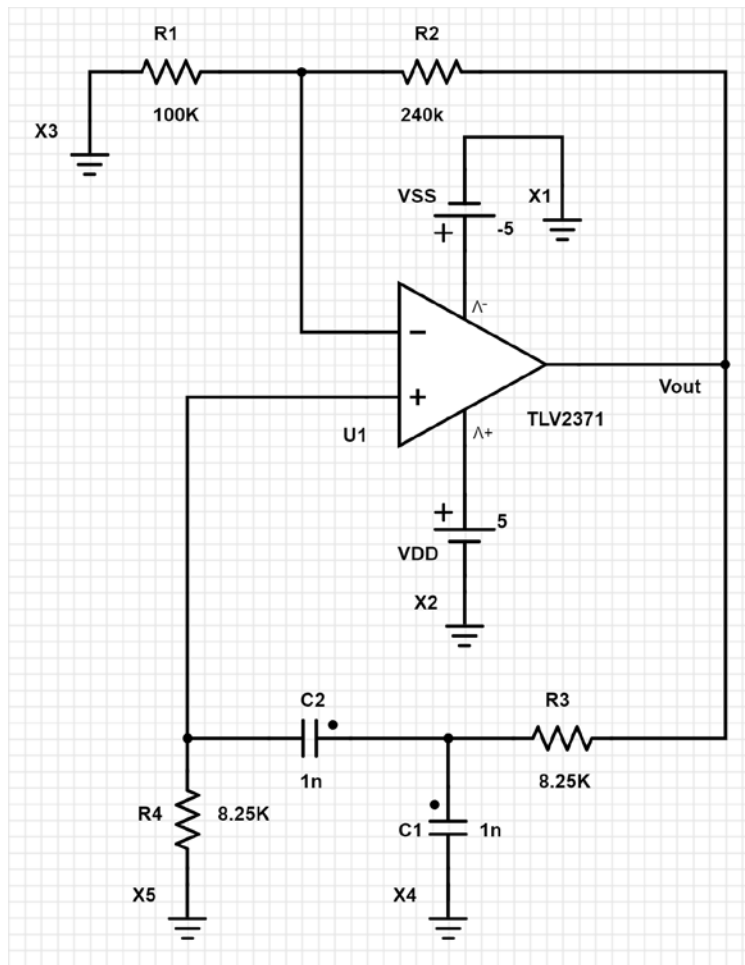 R1
R2
100K
240k
X3
VSS
X1
+
-5
V-
−
+
Vout
TLV2371
U1
V+
+
5
VDD
X2
C2
R3
1n
8.25K
R4
8.25K
C1
1n
X5
X4